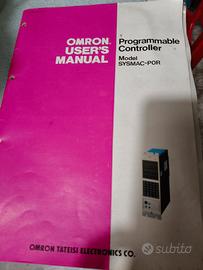 OMRON
USER'S
MANUAL
Programmable
Controller
Model
SYSMAC-POR
OMRON TATEISI ELECTRONICS CO.
subito